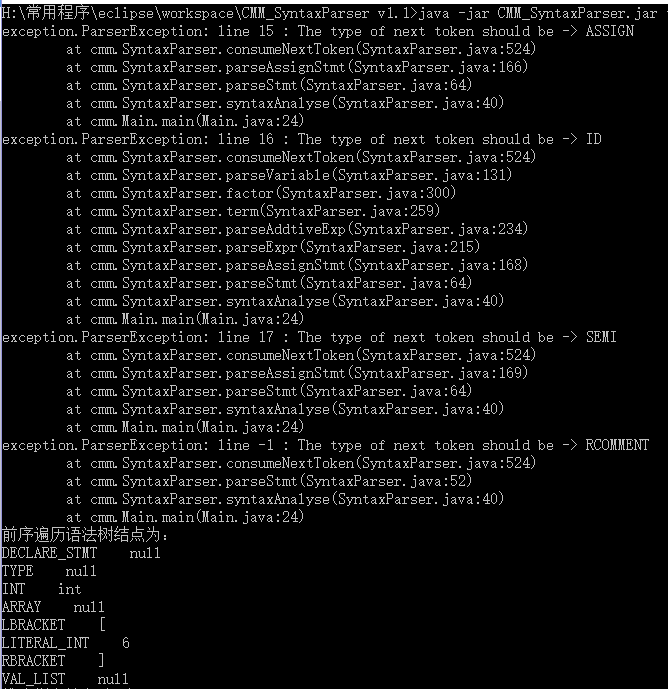 H:\常用程序\eclipse\workspace\CMM_SyntaxParser v1.1>java -jar CMM_SyntaxParser.jar
exception.ParserException: line 15 : The type of next token should be -> ASSIGN
at cmm.SyntaxParser.consumeNextToken(SyntaxParser.java:524)
at cmm.SyntaxParser.parseAssignStmt(SyntaxParser.java:166)
at cmm.SyntaxParser.parseStmt(SyntaxParser.java:64)
at cmm.SyntaxParser.syntaxAnalyse(SyntaxParser.java:40)
at cmm.Main.main(Main.java:24)
exception.ParserException: line 16 : The type of next token should be -> ID
at cmm.SyntaxParser.consumeNextToken(SyntaxParser.java:524)
at cmm.SyntaxParser.parseVariable(SyntaxParser.java:131)
at cmm.SyntaxParser.factor(SyntaxParser.java:300)
at cmm.SyntaxParser.term(SyntaxParser.java:259)
at cmm.SyntaxParser.parseAddtiveExp(SyntaxParser.java:234)
at cmm.SyntaxParser.parseExpr(SyntaxParser.java:215)
at cmm.SyntaxParser.parseAssignStmt(SyntaxParser.java:168)
at cmm.SyntaxParser.parseStmt(SyntaxParser.java:64)
at cmm.SyntaxParser.syntaxAnalyse(SyntaxParser.java:40)
at cmm.Main.main(Main.java:24)
exception.ParserException: line 17 : The type of next token should be -> SEMI
at cmm.SyntaxParser.consumeNextToken(SyntaxParser.java:524)
at cmm.SyntaxParser.parseAssignStmt(SyntaxParser.java:169)
at cmm.SyntaxParser.parseStmt(SyntaxParser.java:64)
at cmm.SyntaxParser.syntaxAnalyse(SyntaxParser.java:40)
at cmm.Main.main(Main.java:24)
exception.ParserException: line -1 : The type of next token should be -> RCOMMENT
at cmm.SyntaxParser.consumeNextToken(SyntaxParser.java:524)
at cmm.SyntaxParser.parseStmt(SyntaxParser.java:52)
at cmm.SyntaxParser.syntaxAnalyse(SyntaxParser.java:40)
at cmm.Main.main(Main.java:24)
前序遍历语法树结点为:
DECLARE_STMT    null
TYPE    null
INT    int
ARRAY    null
LBRACKET    [
LITERAL_INT    6
RBRACKET    ]
VAL_LIST    null